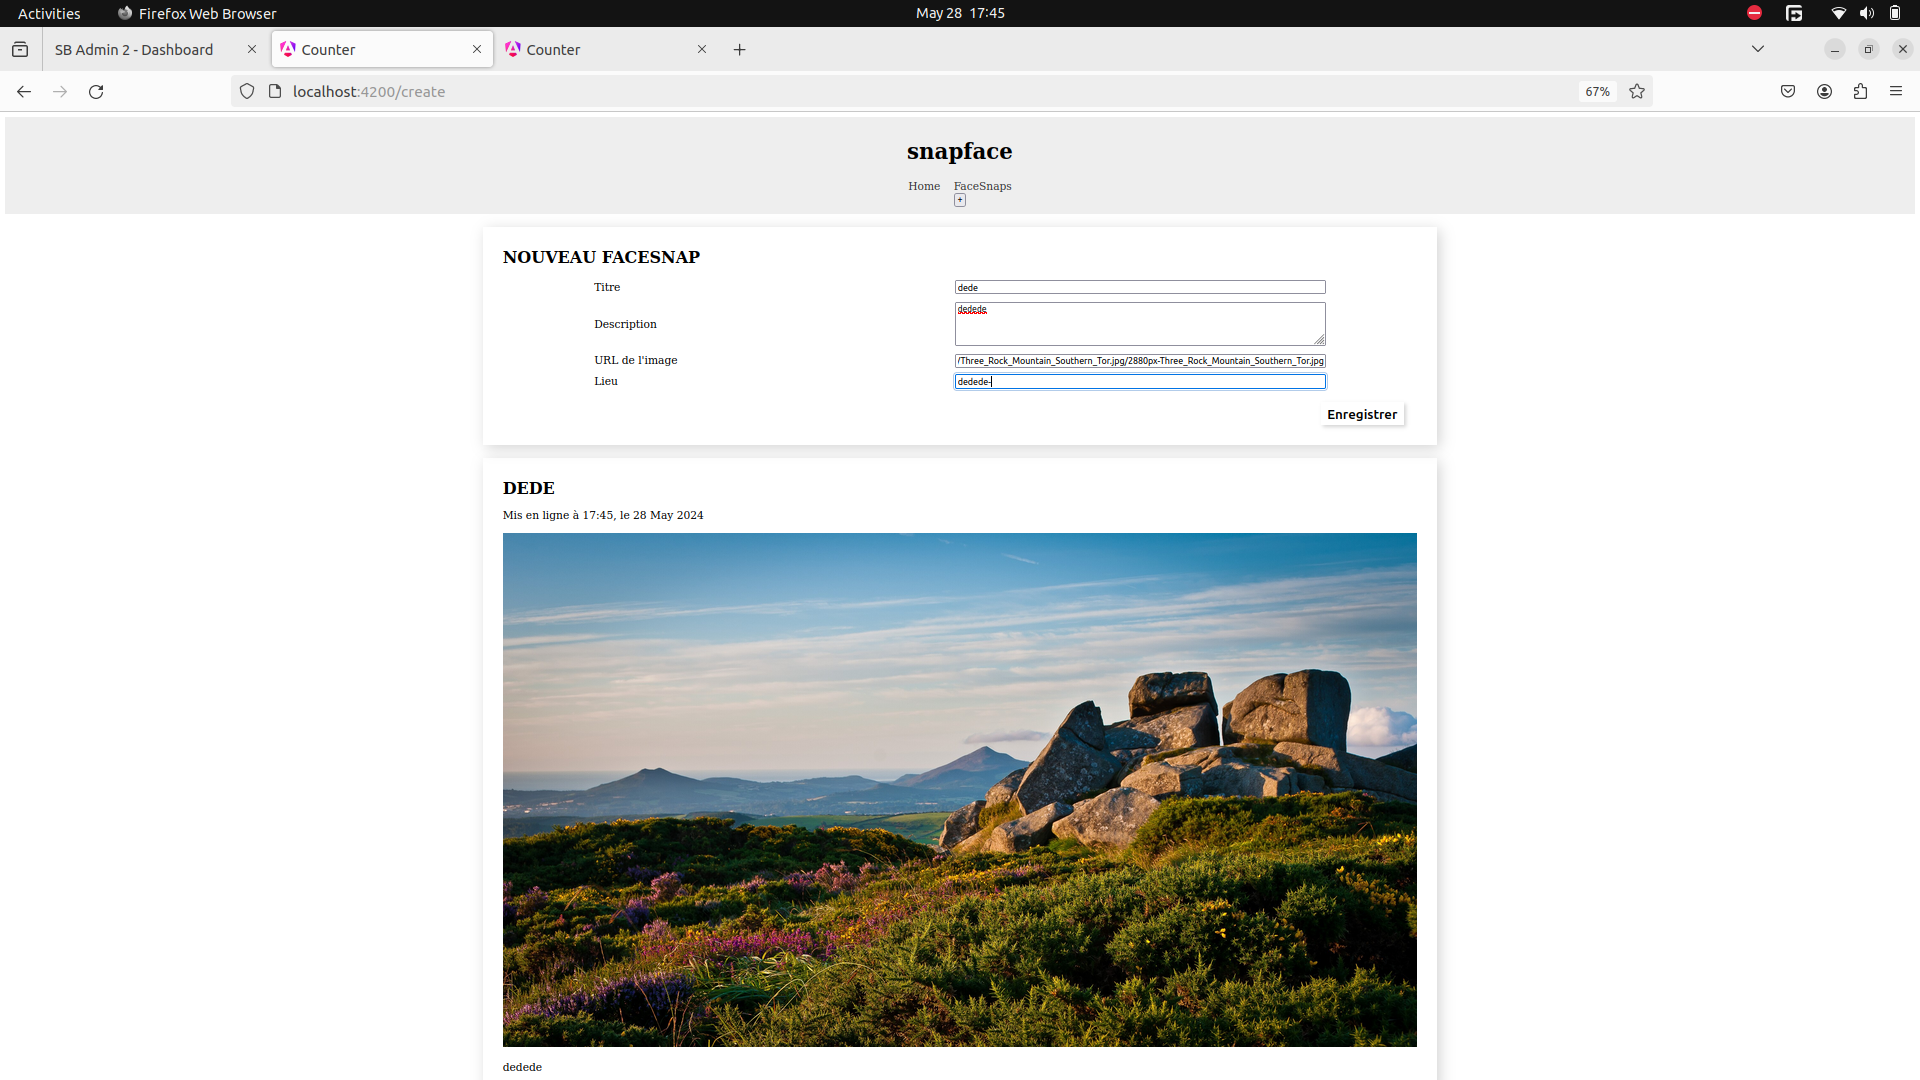 Activities Firefox Web Browser May 28 17:45
SB Admin 2 - Dashboard Counter Counter
localhost:4200/create 67%
snapface
Home FaceSnaps
+
NOUVEAU FACESNAP
Titre dede
Description dedede
URL de l'image /Three_Rock_Mountain_Southern_Tor.jpg/2880px-Three_Rock_Mountain_Southern_Tor.jpg
Lieu dedede-
Enregistrer
DEDE
Mis en ligne à 17:45, le 28 May 2024
dedede